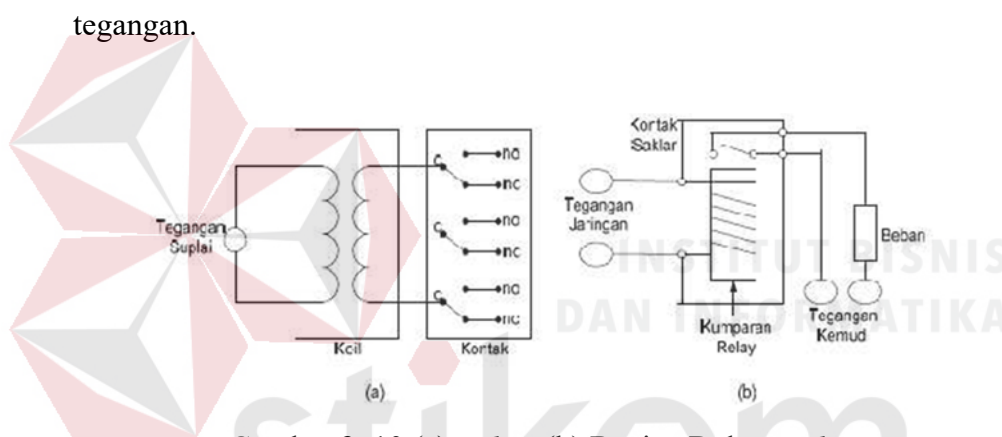 tegangan.
Kontak
Saklar
no
nc
no
nc
no
nc
C
C
C
Tegangan
Suplai
Koil
Kontak
(a)
Tegangan
Jaringan
Kumparan
Relay
Beban
Tegangan
Kemud
(b)
INSTITUT BISNIS
DAN INFORMATIKA
stikom